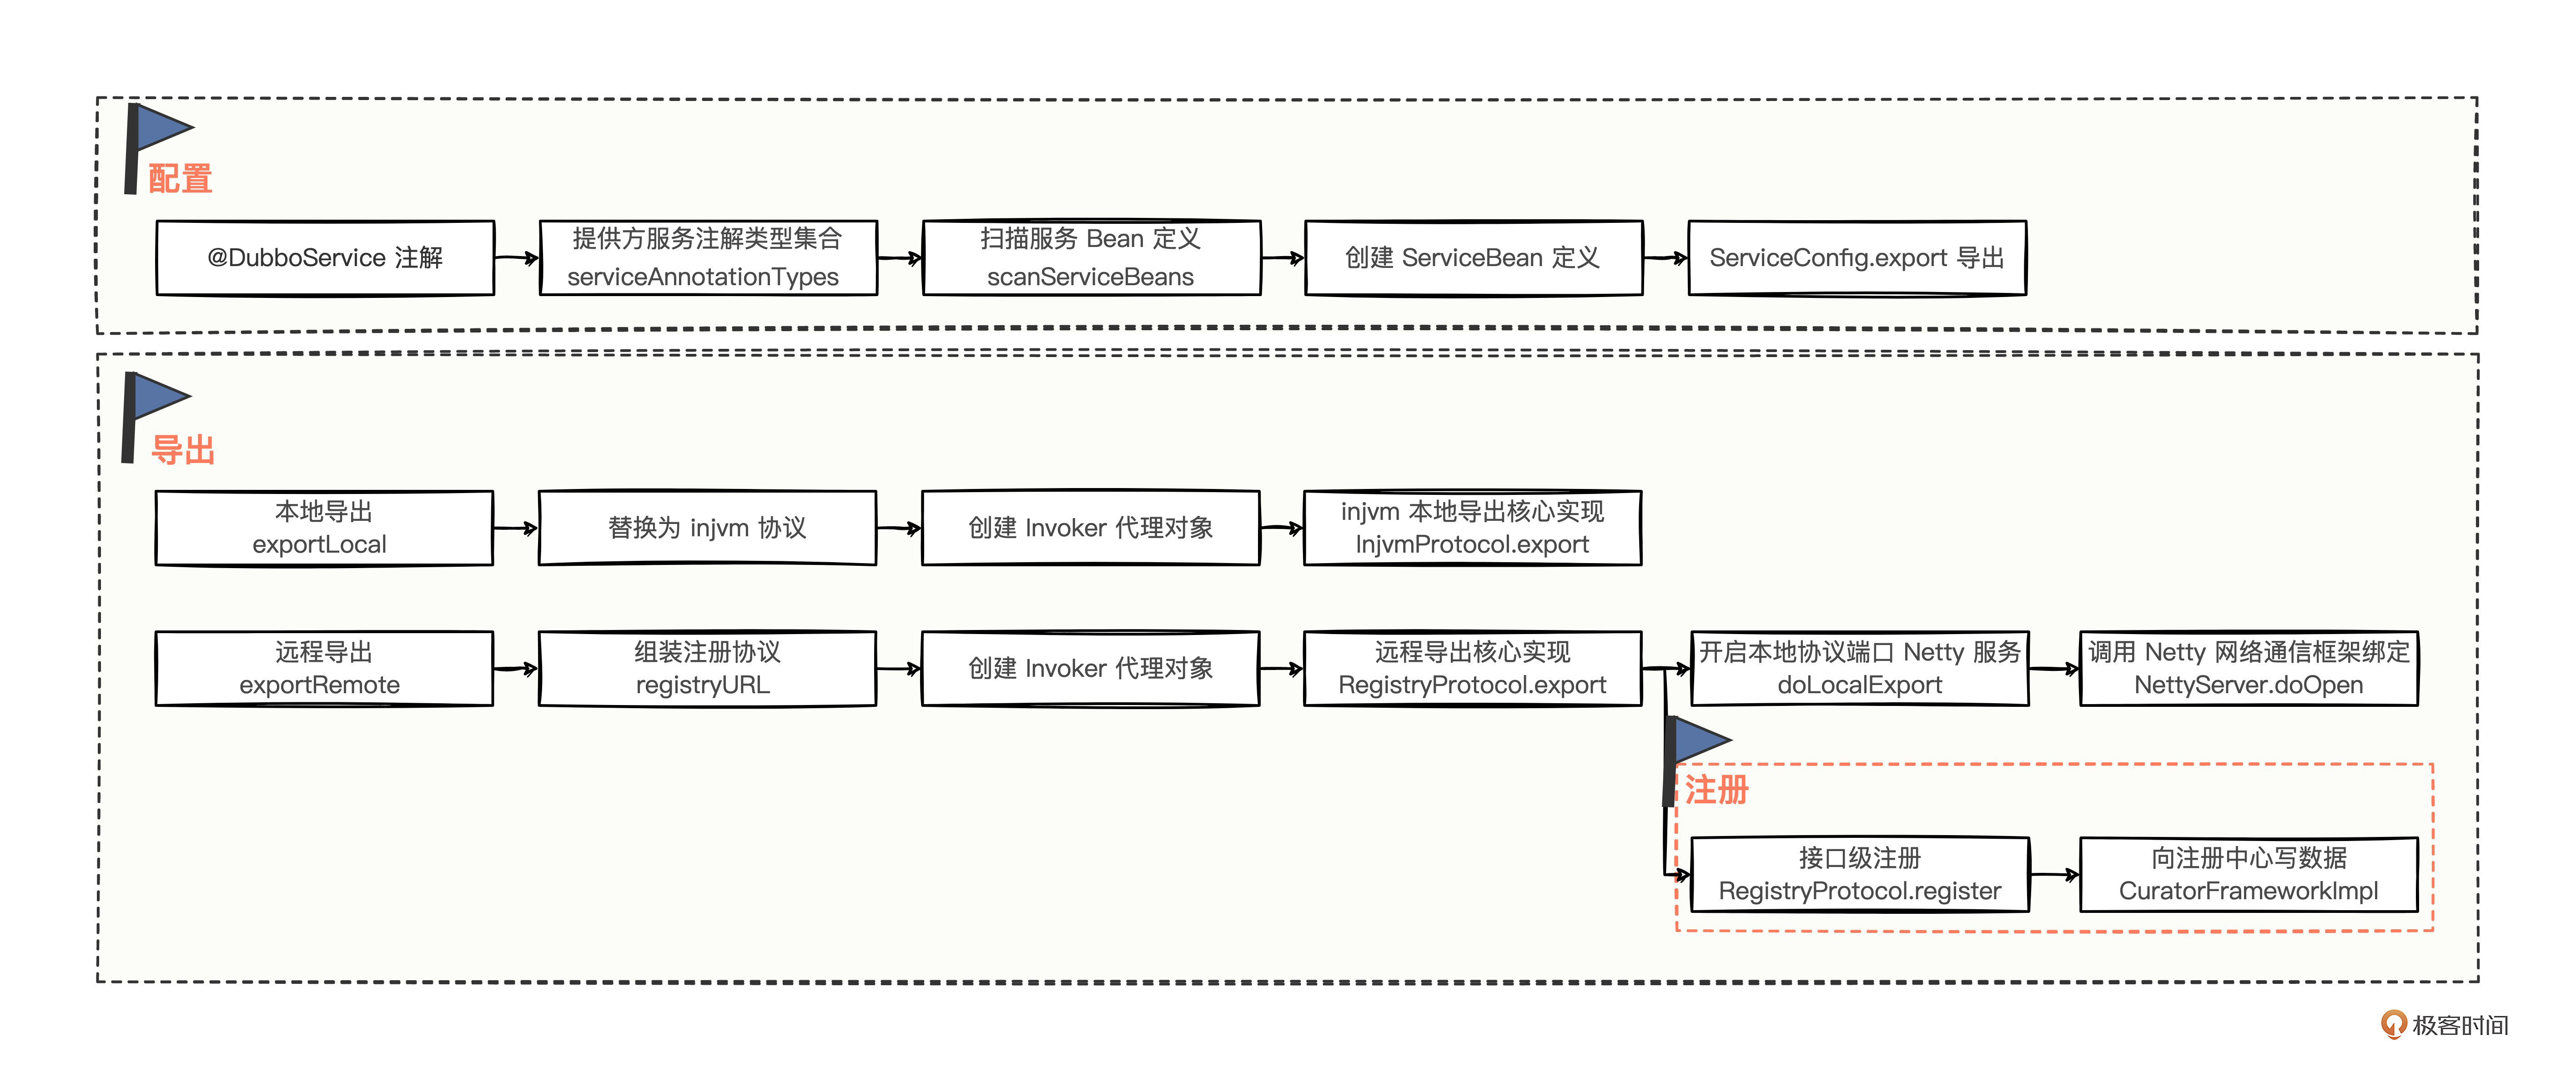 配置
@DubboService 注解
提供方服务注解类型集合
serviceAnnotationTypes
扫描服务 Bean 定义
scanServiceBeans
创建 ServiceBean 定义
ServiceConfig.export 导出
导出
本地导出
exportLocal
替换为 injvm 协议
创建 Invoker 代理对象
injvm 本地导出核心实现
InjvmProtocol.export
远程导出
exportRemote
组装注册协议
registryURL
创建 Invoker 代理对象
远程导出核心实现
RegistryProtocol.export
开启本地协议端口 Netty 服务
doLocalExport
调用 Netty 网络通信框架绑定
NettyServer.doOpen
注册
接口级注册
RegistryProtocol.register
向注册中心写数据
CuratorFrameworkImpl
极客时间